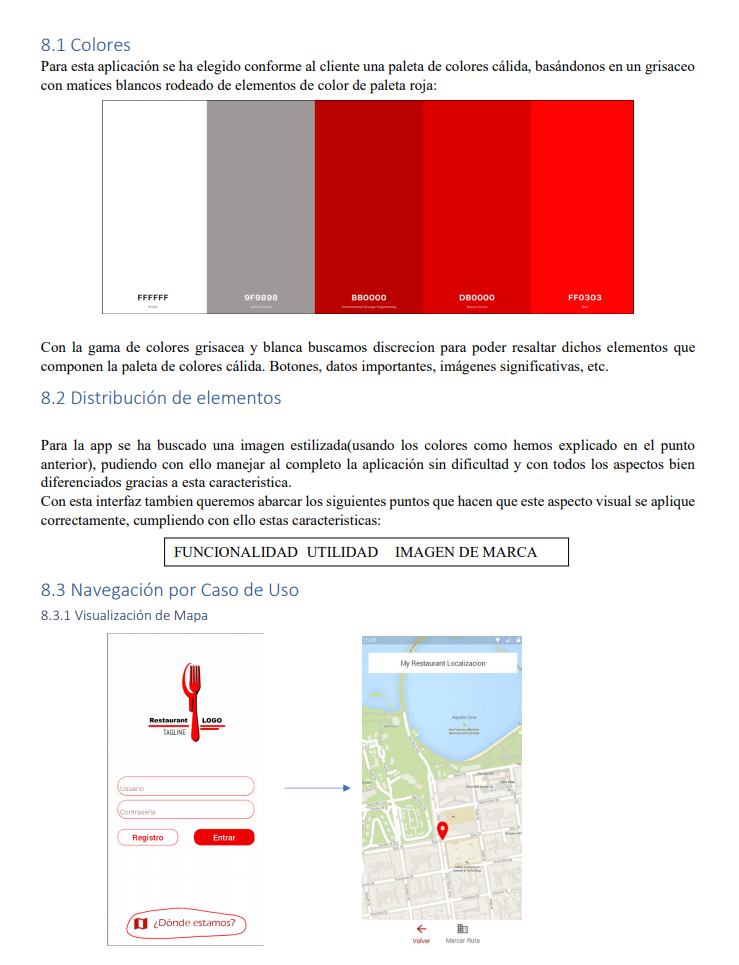 8.1 Colores
Para esta aplicación se ha elegido conforme al cliente una paleta de colores cálida, basándonos en un grisaceo
con matices blancos rodeado de elementos de color de paleta roja:
FFFFFF 9F9898 BB0000 DB0000 FF0303
Con la gama de colores grisacea y blanca buscamos discrecion para poder resaltar dichos elementos que
componen la paleta de colores cálida. Botones, datos importantes, imágenes significativas, etc.
8.2 Distribución de elementos
Para la app se ha buscado una imagen estilizada(usando los colores como hemos explicado en el punto
anterior), pudiendo con ello manejar al completo la aplicación sin dificultad y con todos los aspectos bien
diferenciados gracias a esta caracteristica.
Con esta interfaz tambien queremos abarcar los siguientes puntos que hacen que este aspecto visual se aplique
correctamente, cumpliendo con ello estas caracteristicas:
FUNCIONALIDAD UTILIDAD IMAGEN DE MARCA
8.3 Navegación por Caso de Uso
8.3.1 Visualización de Mapa
Restaurant LOGO
TAGLINE
Usuario
Contraseña
Registro Entrar
¿Dónde estamos?
My Restaurant Localizacion
Aquatic Cove
Volver Marcar Ruta